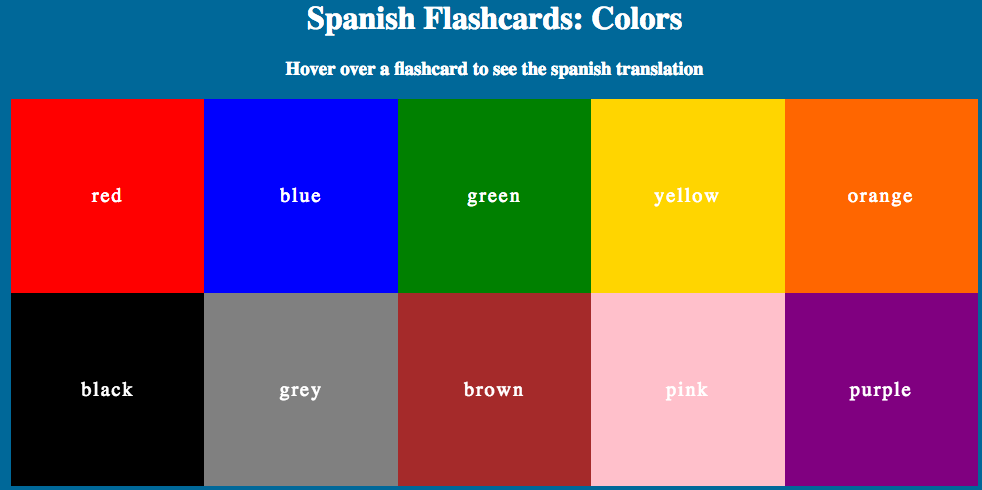 Spanish Flashcards: Colors
Hover over a flashcard to see the spanish translation
red blue green yellow orange
black grey brown pink purple